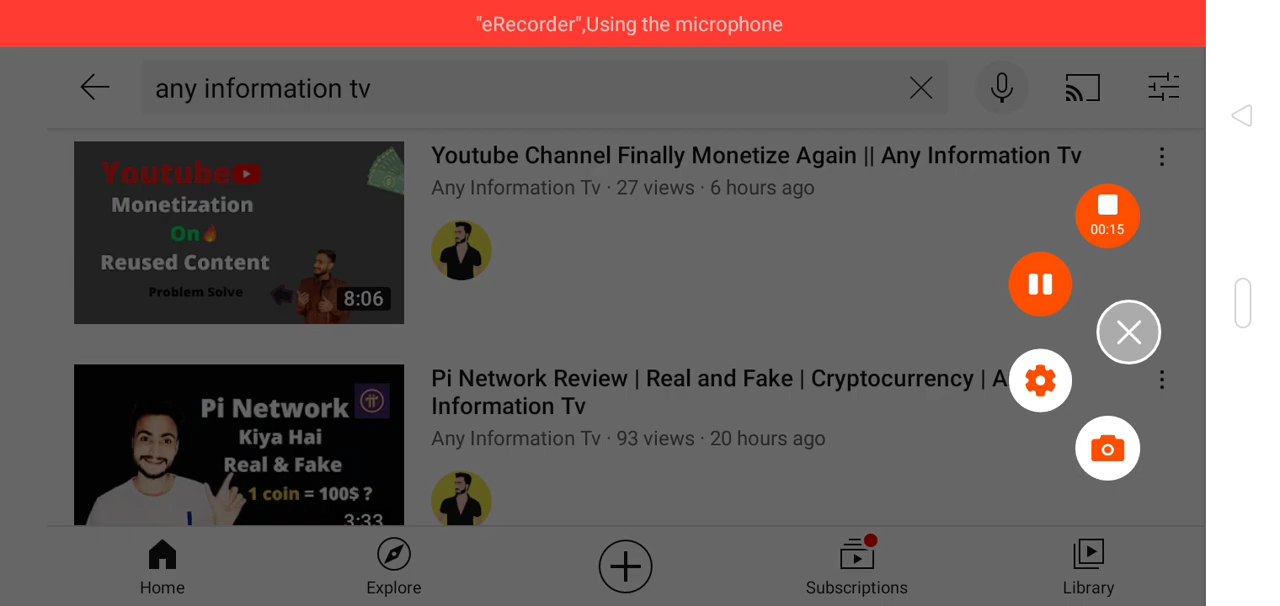 "eRecorder",Using the microphone
any information tv
Youtube
Monetization
On
Reused Content
Problem Solve
8:06
Youtube Channel Finally Monetize Again || Any Information Tv
Any Information Tv · 27 views · 6 hours ago
00:15
Pi Network
Kiya Hai
Real & Fake
1 coin = 100$ ?
3:33
Pi Network Review | Real and Fake | Cryptocurrency | A
Information Tv
Any Information Tv · 93 views · 20 hours ago
Home
Explore
Subscriptions
Library